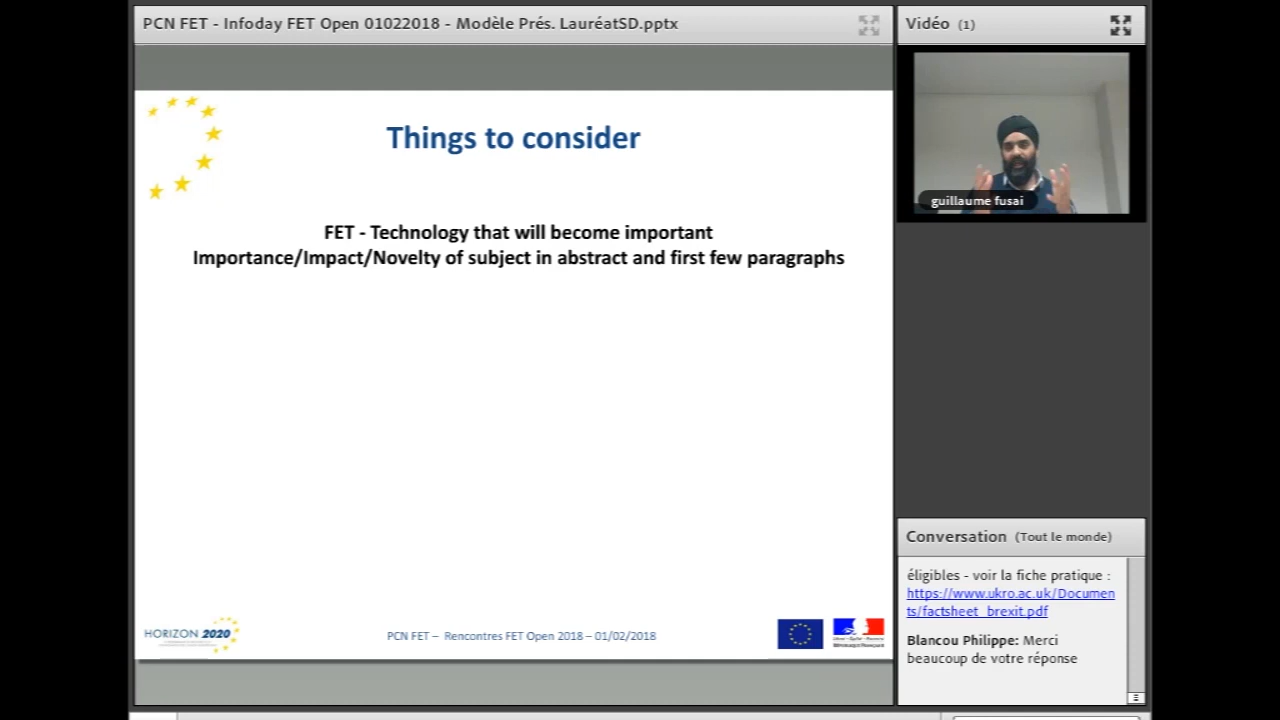 PCN FET - Infoday FET Open 01022018 - Modèle Prés. LauréatSD.pptx
Things to consider
FET - Technology that will become important
Importance/Impact/Novelty of subject in abstract and first few paragraphs
HORIZON 2020
PCN FET – Rencontres FET Open 2018 – 01/02/2018
Vidéo (1)
guillaume fusai
Conversation (Tout le monde)
éligibles - voir la fiche pratique :
https://www.ukro.ac.uk/Documen
ts/factsheet_brexit.pdf
Blancou Philippe: Merci
beaucoup de votre réponse